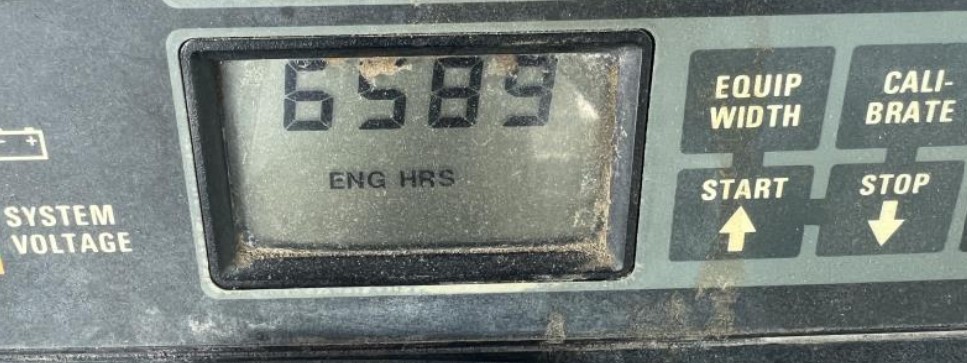 6589
ENG HRS
SYSTEM
VOLTAGE
EQUIP
WIDTH
CALI-
BRATE
START
STOP